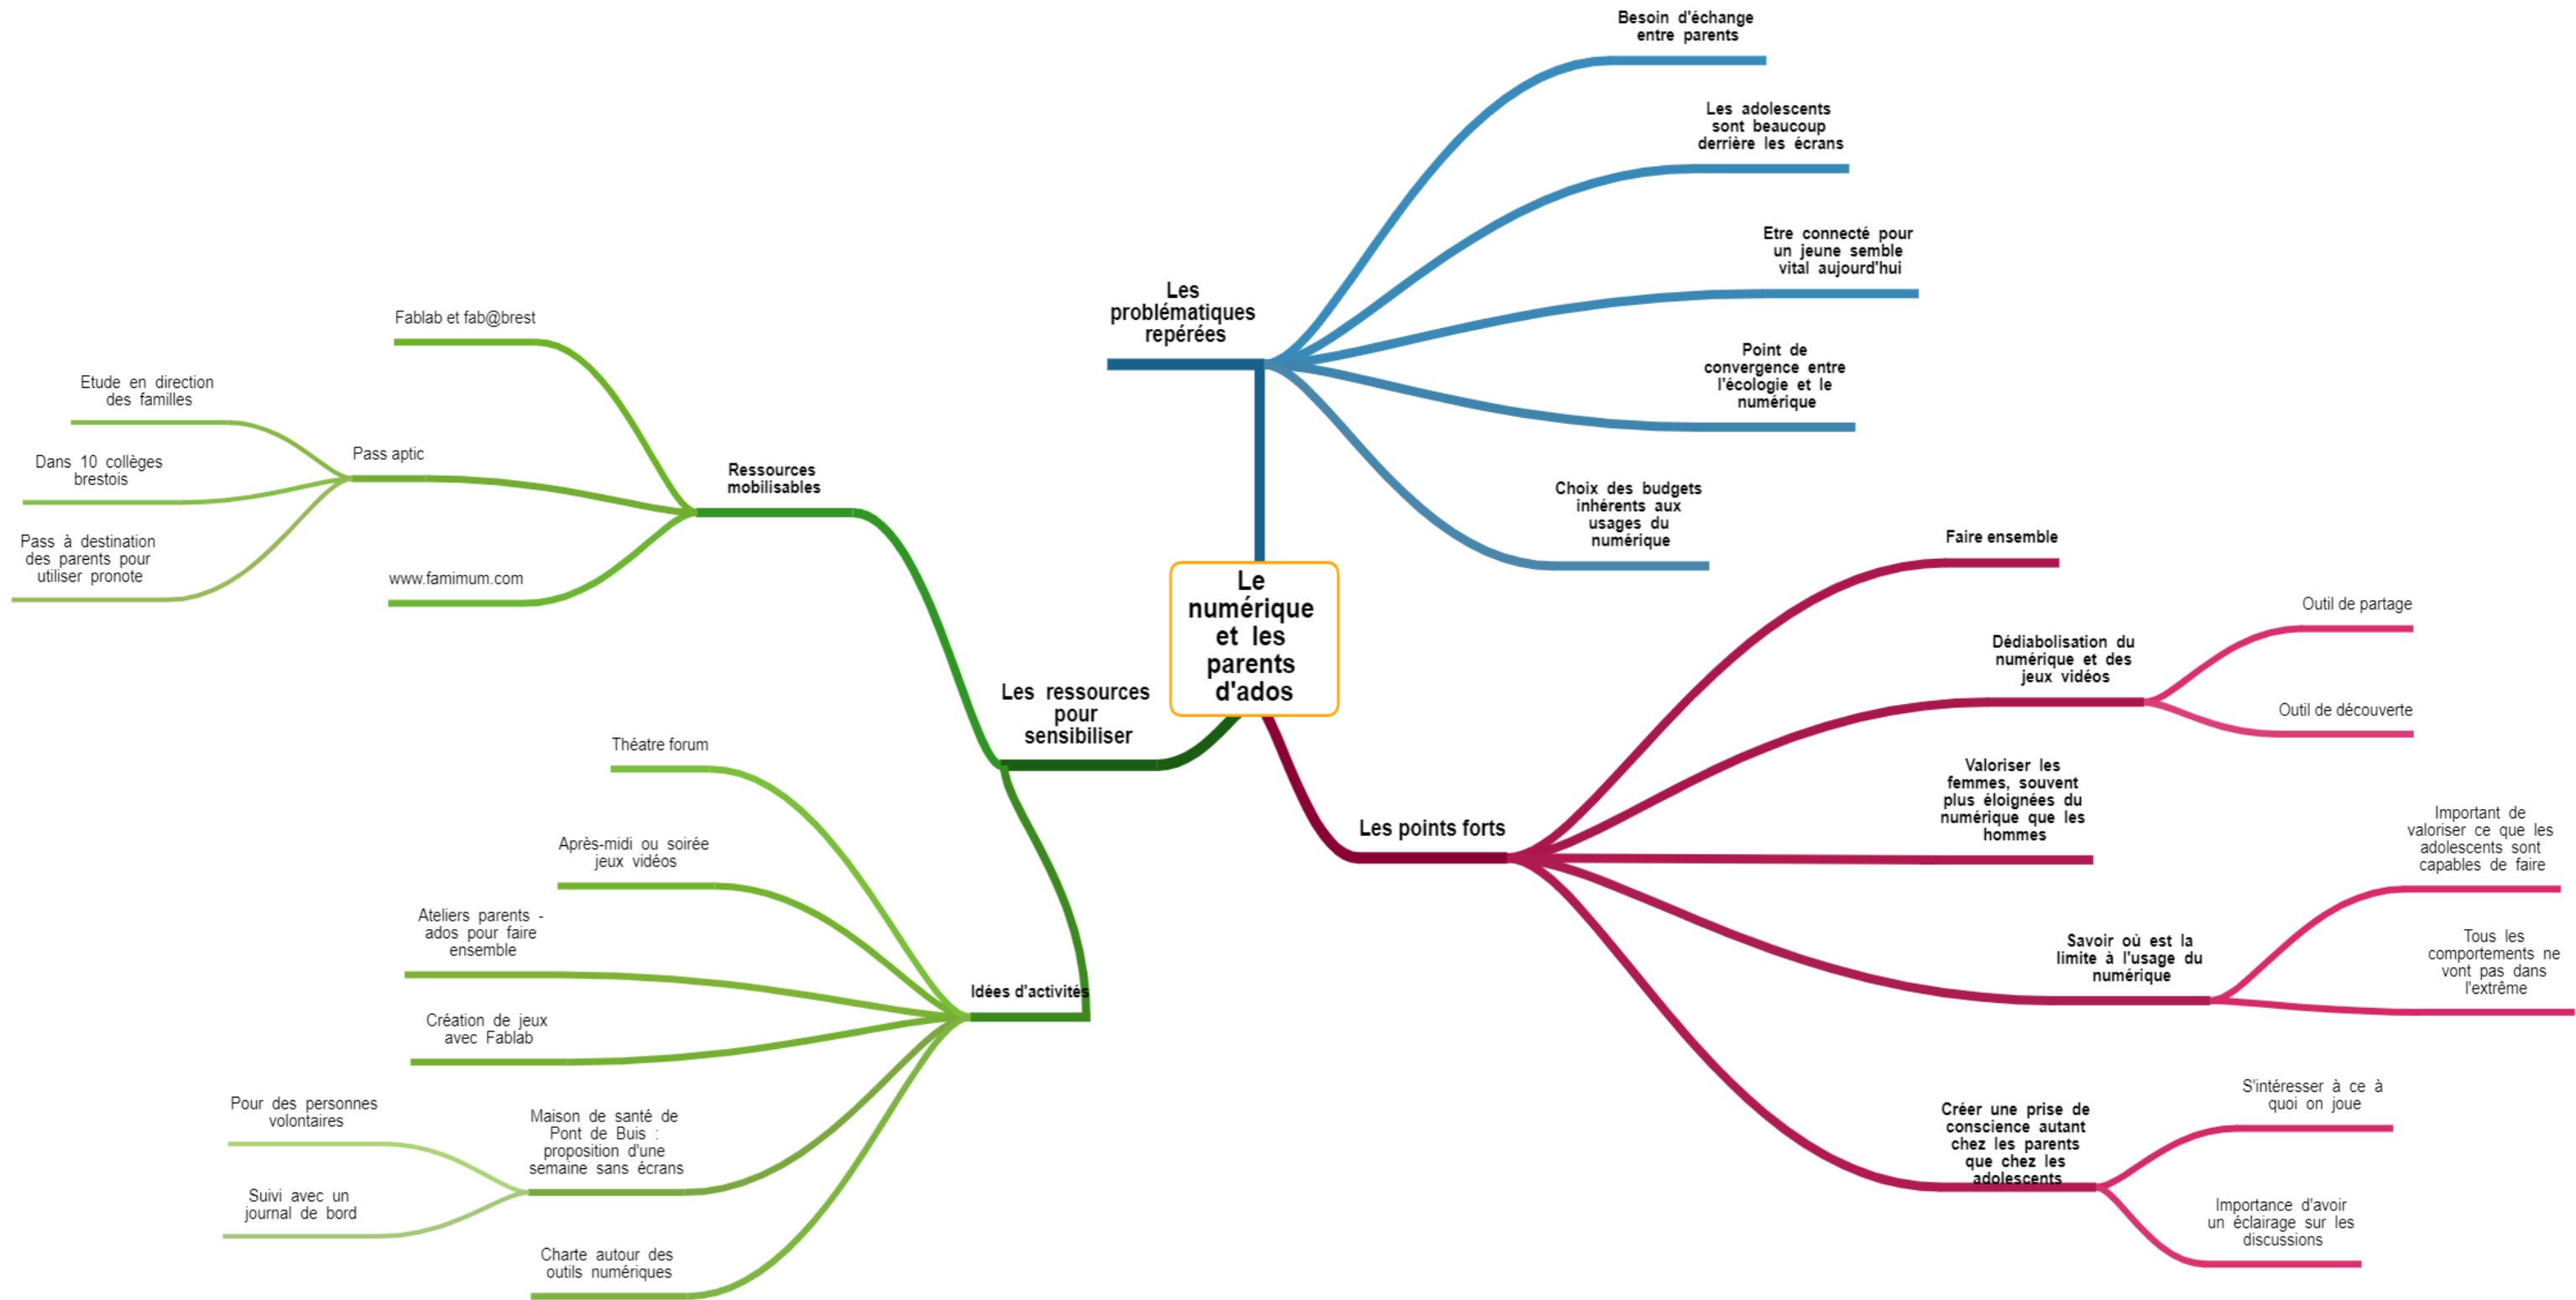 Le
numérique
et les
parents
d'ados
Les
problématiques
repérées
Besoin d'échange
entre parents
Les adolescents
sont beaucoup
derrière les écrans
Etre connecté pour
un jeune semble
vital aujourd'hui
Point de
convergence entre
l'écologie et le
numérique
Choix des budgets
inhérents aux
usages du
numérique
Les points forts
Faire ensemble
Dédiabolisation du
numérique et des
jeux vidéos
Outil de partage
Outil de découverte
Valoriser les
femmes, souvent
plus éloignées du
numérique que les
hommes
Savoir où est la
limite à l'usage du
numérique
Important de
valoriser ce que les
adolescents sont
capables de faire
Tous les
comportements ne
vont pas dans
l'extrême
Créer une prise de
conscience autant
chez les parents
que chez les
adolescents
S'intéresser à ce à
quoi on joue
Importance d'avoir
un éclairage sur les
discussions
Les ressources
pour
sensibiliser
Ressources
mobilisables
Fablab et fab@brest
Pass aptic
Etude en direction
des familles
Dans 10 collèges
brestois
Pass à destination
des parents pour
utiliser pronote
www.famimum.com
Idées d'activités
Théatre forum
Après-midi ou soirée
jeux vidéos
Ateliers parents -
ados pour faire
ensemble
Création de jeux
avec Fablab
Maison de santé de
Pont de Buis :
proposition d'une
semaine sans écrans
Pour des personnes
volontaires
Suivi avec un
journal de bord
Charte autour des
outils numériques